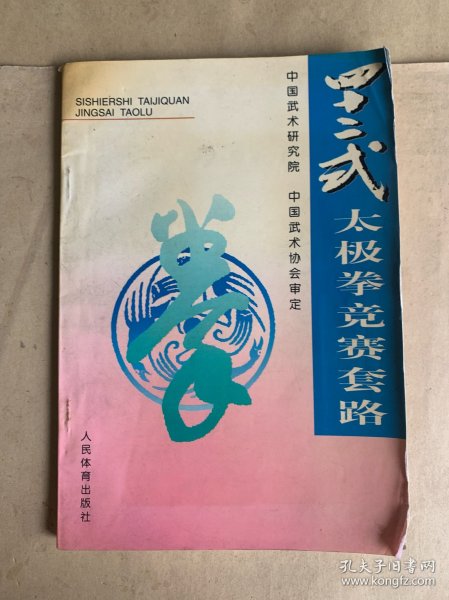 SISHIERSHI TAIJIQUAN
JINGSAI TAOLU
四十二式
太极拳竞赛套路
中国武术研究院 中国武术协会审定
拳
人民体育出版社
孔夫子旧书网
www.kongfz.com